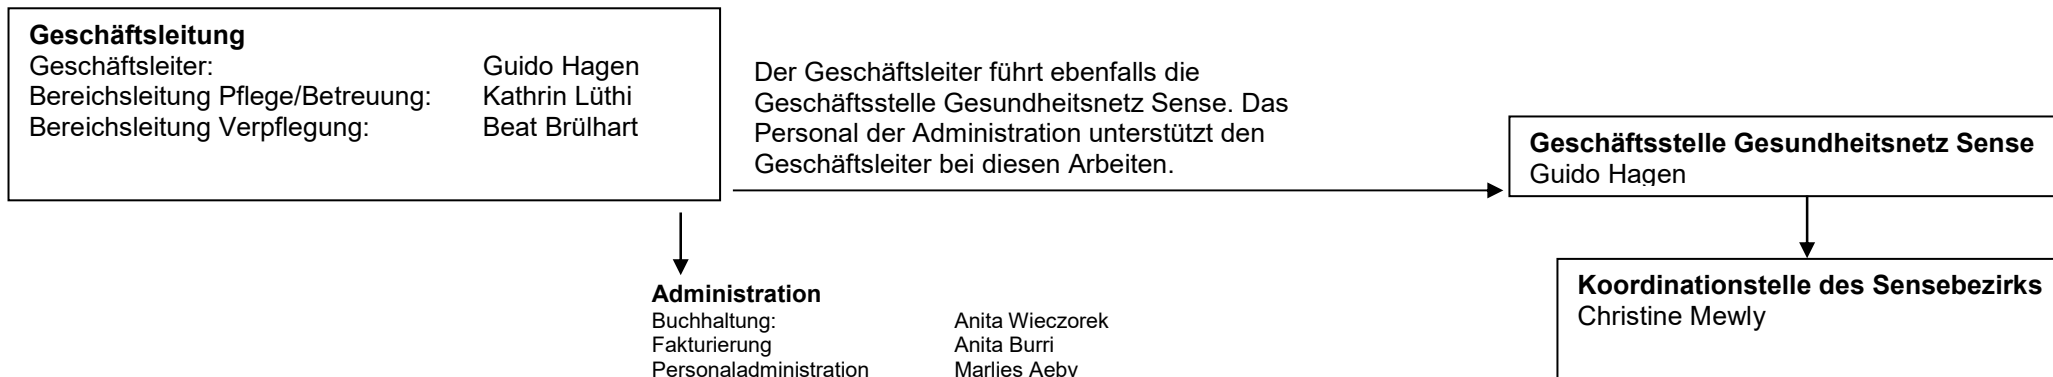 Geschäftsleitung
Geschäftsleiter: Guido Hagen
Bereichsleitung Pflege/Betreuung: Kathrin Lüthi
Bereichsleitung Verpflegung: Beat Brülhart
Der Geschäftsleiter führt ebenfalls die
Geschäftsstelle Gesundheitsnetz Sense. Das
Personal der Administration unterstützt den
Geschäftsleiter bei diesen Arbeiten.
Geschäftsstelle Gesundheitsnetz Sense
Guido Hagen
Koordinationstelle des Sensebezirks
Christine Mewly
Administration
Buchhaltung: Anita Wieczorek
Fakturierung Anita Burri
Personaladministration Marlies Aeby